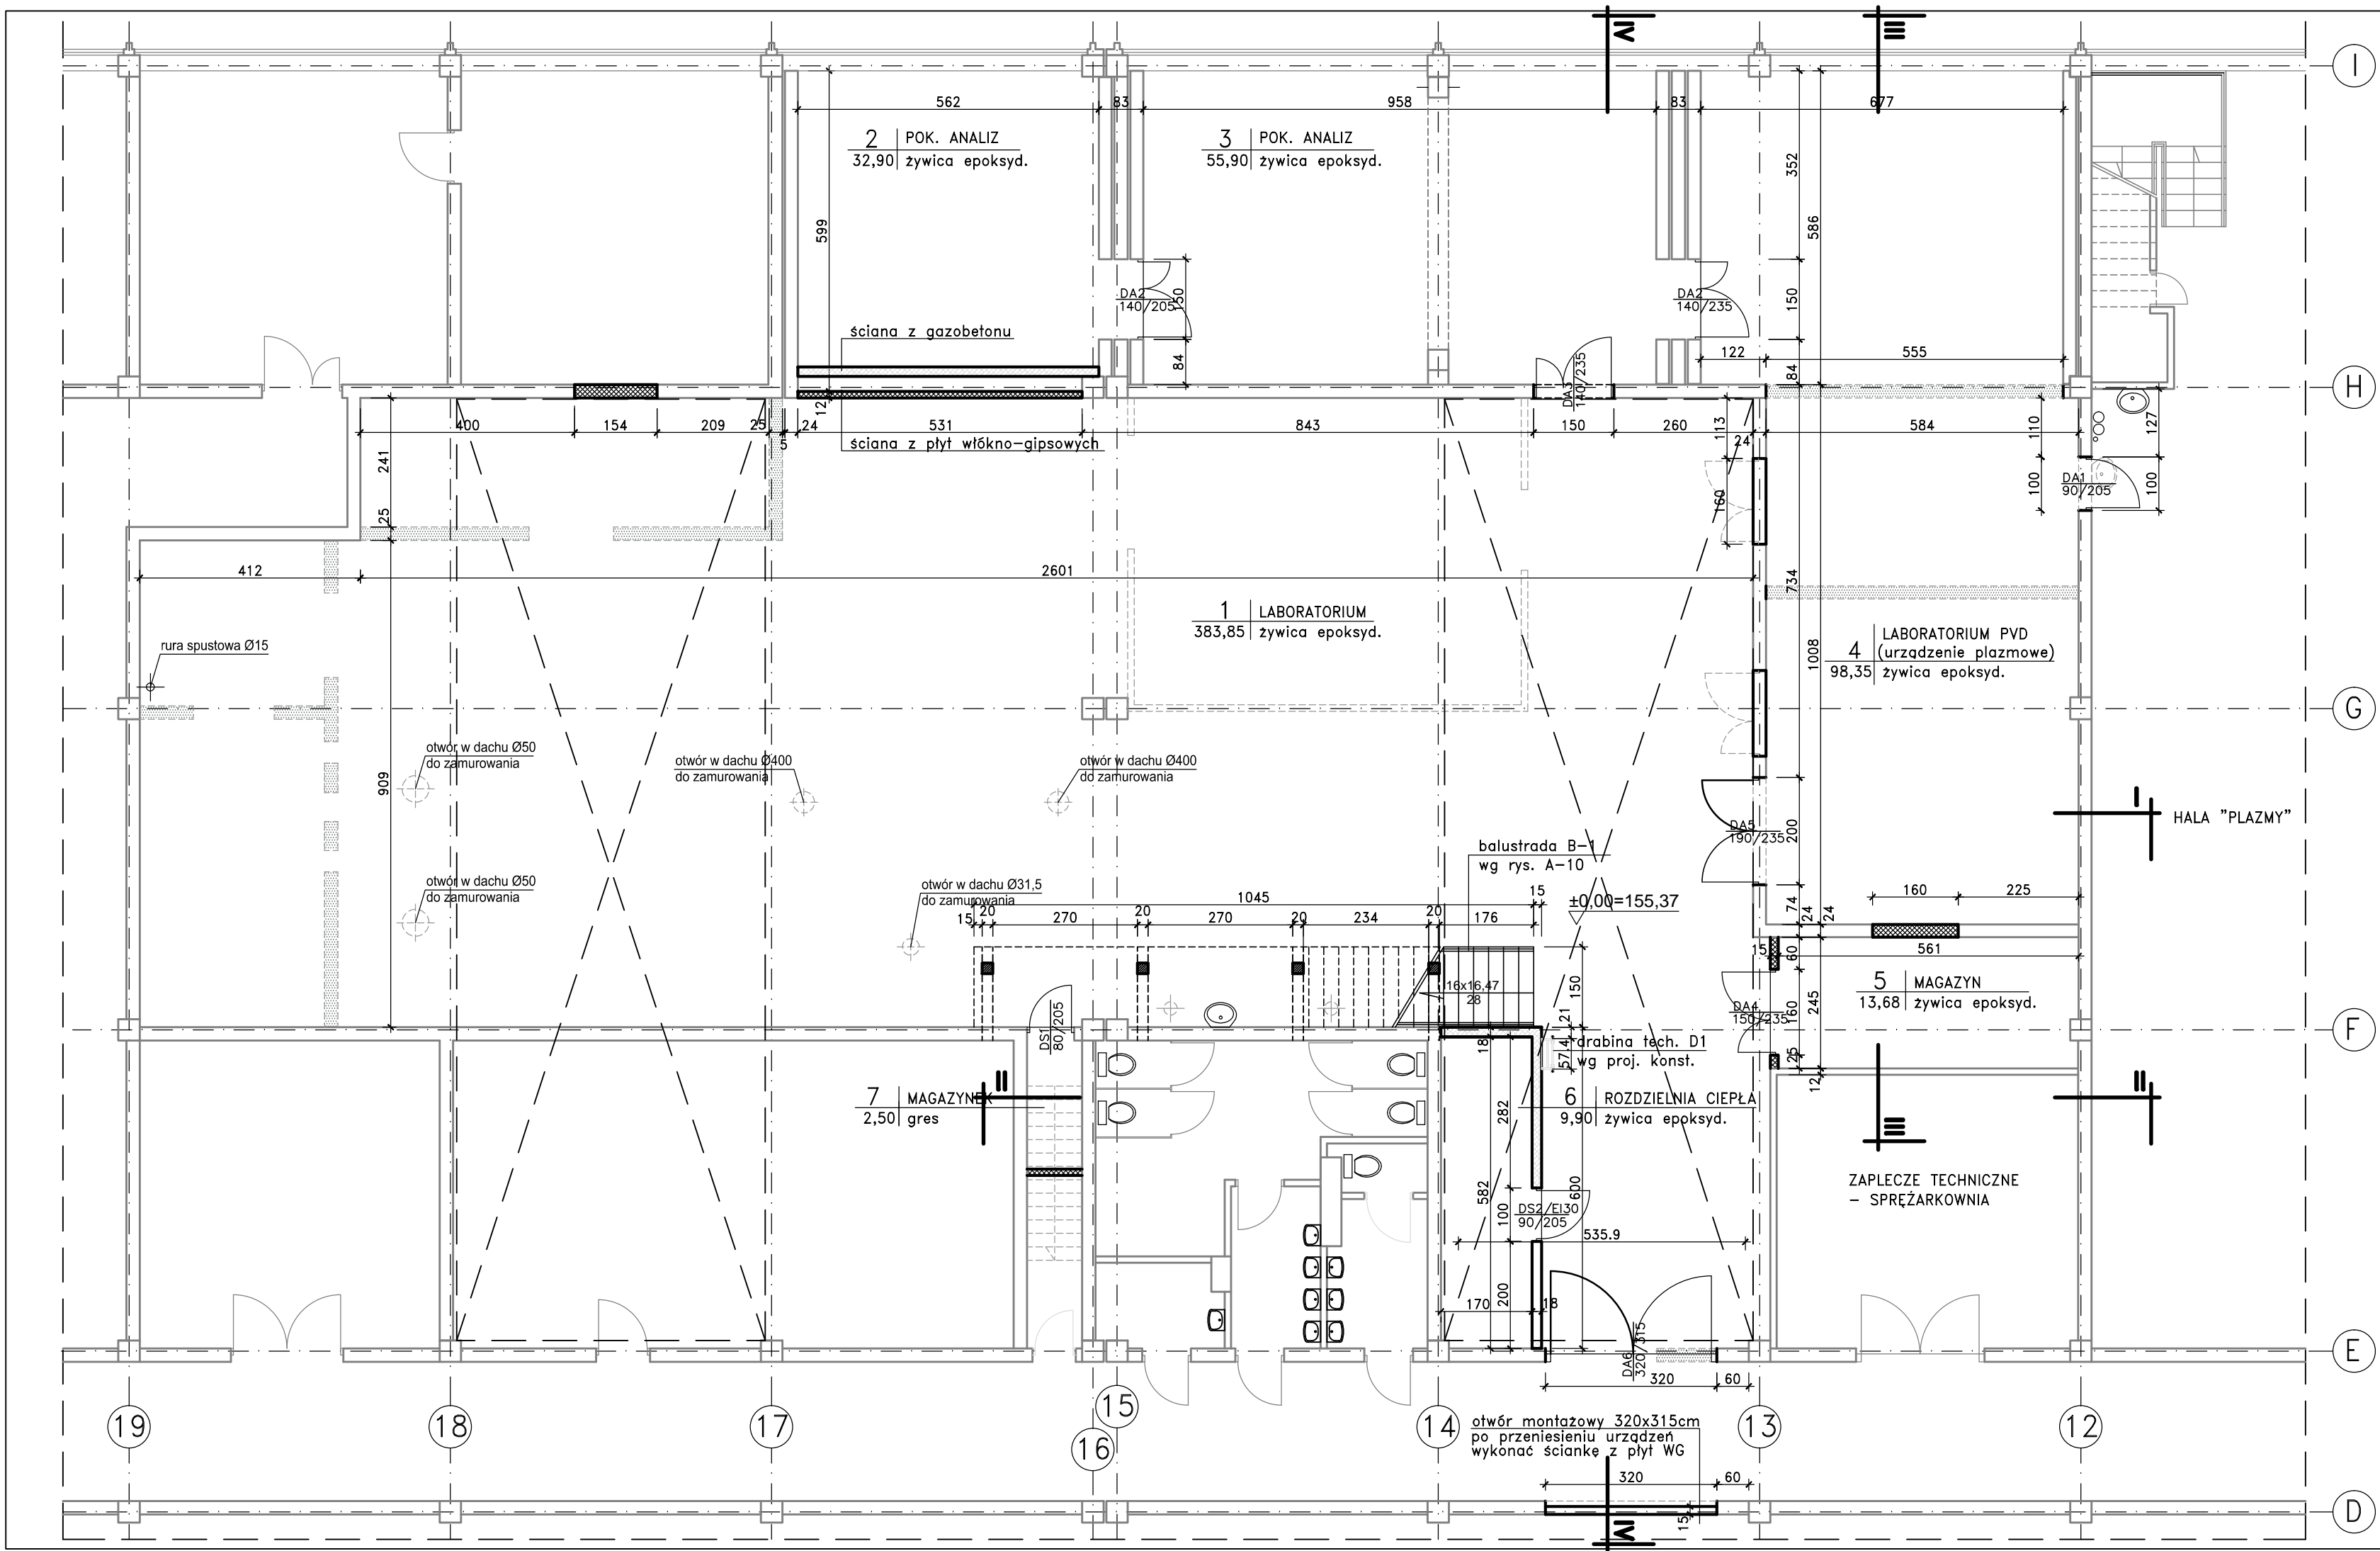 IV
III
I
562
83
958
83
677
2 POK. ANALIZ
32,90 żywica epoksyd.
3 POK. ANALIZ
55,90 żywica epoksyd.
352
586
599
DA2
140/205
150
DA2
140/235
150
ściana z gazobetonu
84
122
555
84
DA3
140/235
H
12
400
154
209
25
5
24
531
843
150
260
24
113
584
110
127
ściana z płyt włókno-gipsowych
241
25
160
100
DA1
90/205
100
412
2601
734
1 LABORATORIUM
383,85 żywica epoksyd.
rura spustowa Ø15
1008
4 LABORATORIUM PVD
(urządzenie plazmowe)
98,35 żywica epoksyd.
G
909
otwór w dachu Ø50
do zamurowania
otwór w dachu Ø400
do zamurowania
otwór w dachu Ø400
do zamurowania
I
HALA "PLAZMY"
DA5
190/235
200
balustrada B-1
wg rys. A-10
otwór w dachu Ø50
do zamurowania
otwór w dachu Ø31,5
do zamurowania
1045
15
±0,00=155,37
160
225
74
24
24
15
20
270
20
270
20
234
20
176
15
60
561
16x16,47
28
150
5 MAGAZYN
13,68 żywica epoksyd.
DA4
150/235
160
245
21
F
DS1
80/205
18
57.4
drabina tech. D1
wg proj. konst.
25
12
II
7 MAGAZYNEK
2,50 gres
282
6 ROZDZIELNIA CIEPŁA
9,90 żywica epoksyd.
III
II
ZAPLECZE TECHNICZNE
- SPRĘŻARKOWNIA
582
600
100
DS2/EI30
90/205
535.9
200
170
18
DA6
320/315
E
320
60
19
18
17
16
15
14
13
12
otwór montażowy 320x315cm
po przeniesieniu urządzeń
wykonać ściankę z płyt WG
320
60
15
IV
D